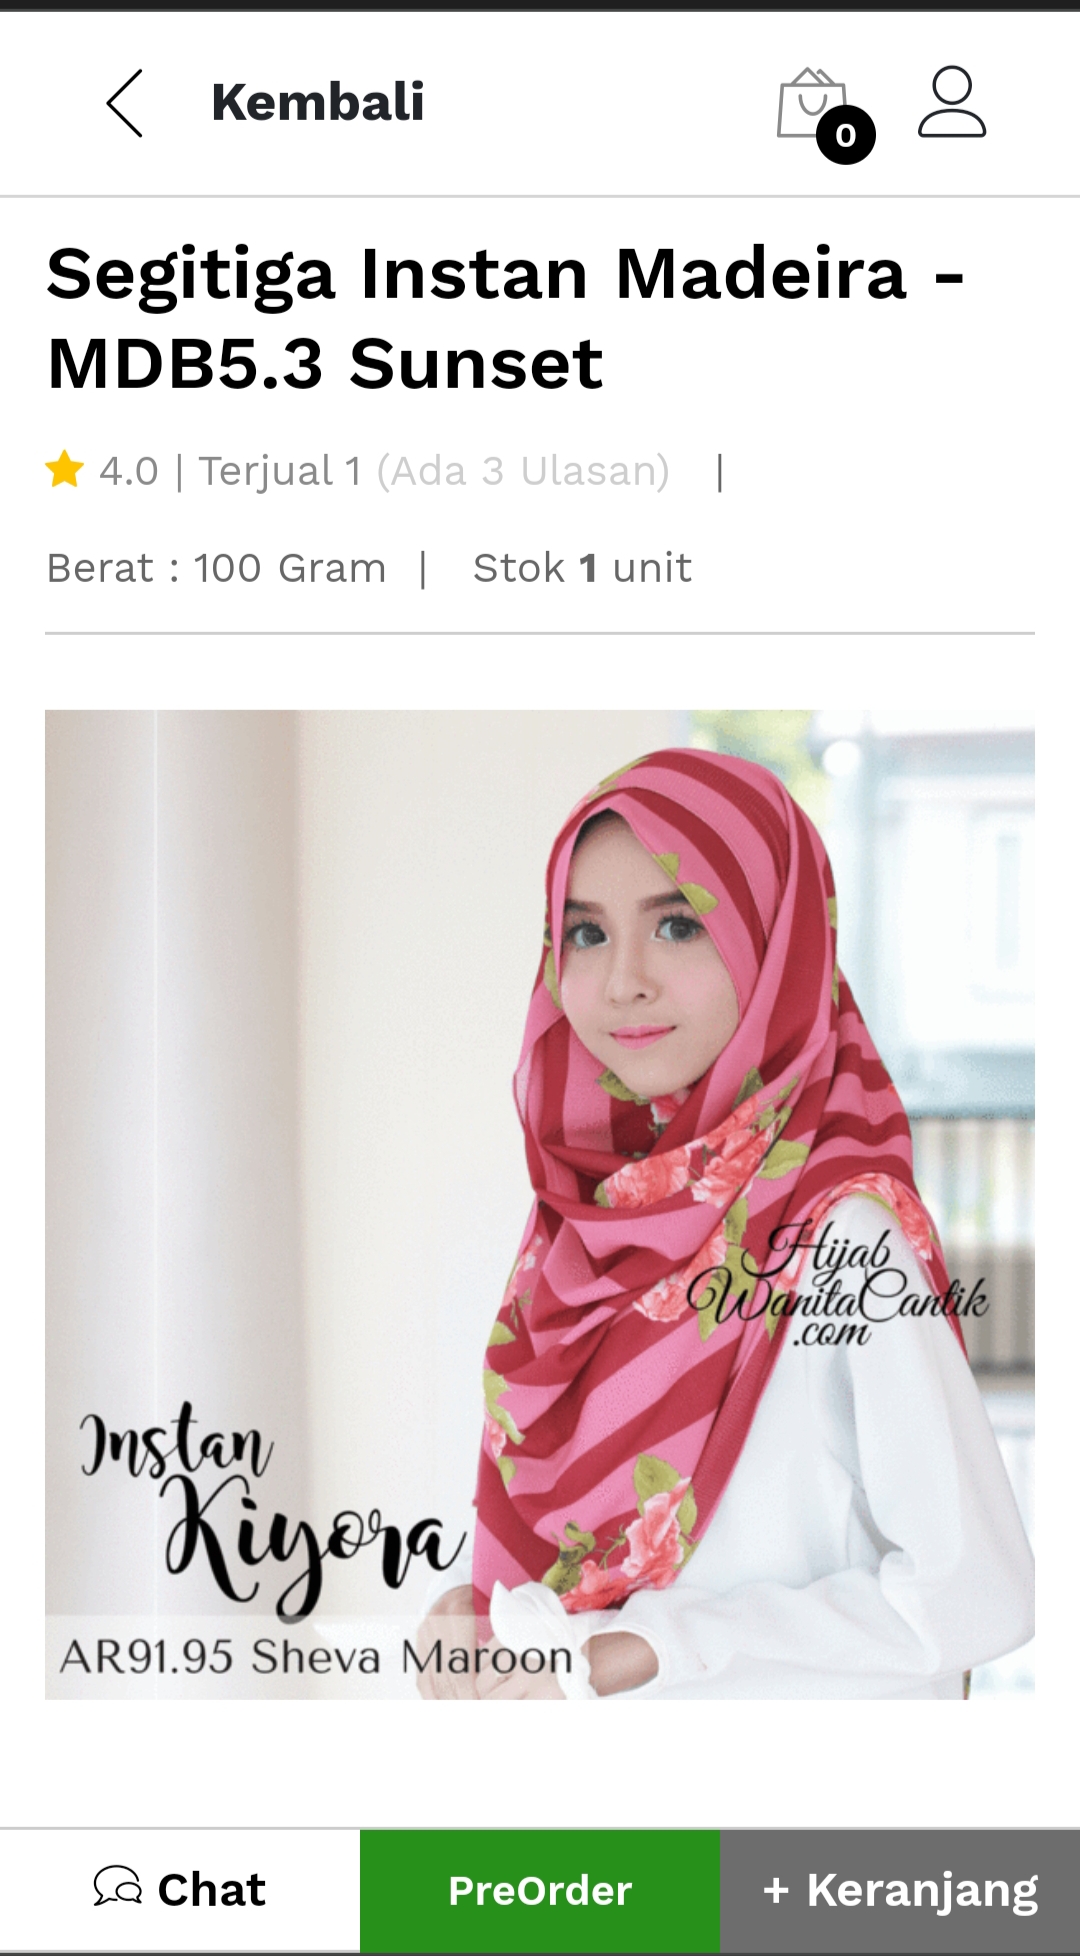 Kembali
0
Segitiga Instan Madeira -
MDB5.3 Sunset
4.0 | Terjual 1 (Ada 3 Ulasan) |
Berat : 100 Gram | Stok 1 unit
Hijab
WanitaCantik
.com
Instan
Kiyora
AR91.95 Sheva Maroon
Chat
PreOrder
+ Keranjang